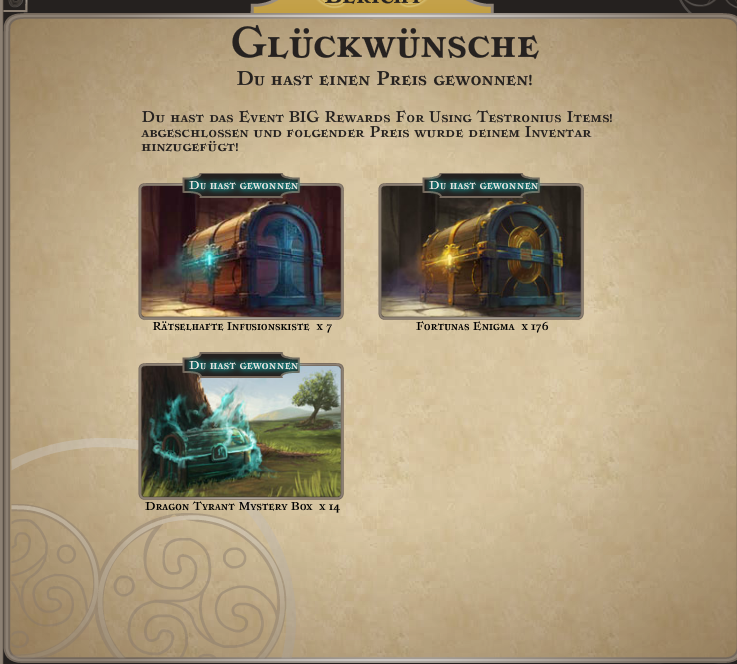 Bericht
Glückwünsche
Du hast einen Preis gewonnen!
Du hast das Event BIG Rewards For Using Testronius Items!
abgeschlossen und folgender Preis wurde deinem Inventar
hinzugefügt!
Du hast gewonnen
Du hast gewonnen
Rätselhafte Infusionskiste x 7
Fortunas Enigma x 176
Du hast gewonnen
Dragon Tyrant Mystery Box x 14